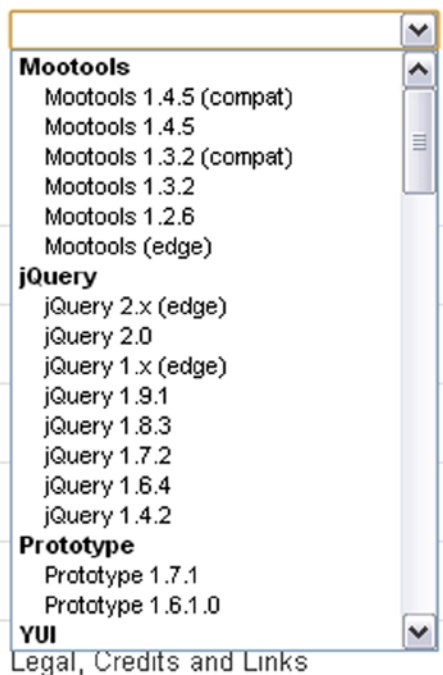 Mootools
Mootools 1.4.5 (compat)
Mootools 1.4.5
Mootools 1.3.2 (compat)
Mootools 1.3.2
Mootools 1.2.6
Mootools (edge)
jQuery
jQuery 2.x (edge)
jQuery 2.0
jQuery 1.x (edge)
jQuery 1.9.1
jQuery 1.8.3
jQuery 1.7.2
jQuery 1.6.4
jQuery 1.4.2
Prototype
Prototype 1.7.1
Prototype 1.6.1.0
YUI
Legal, Credits and Links